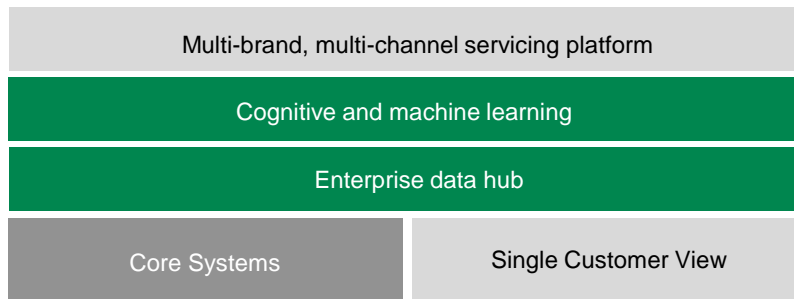 Multi-brand, multi-channel servicing platform
Cognitive and machine learning
Enterprise data hub
Core Systems
Single Customer View